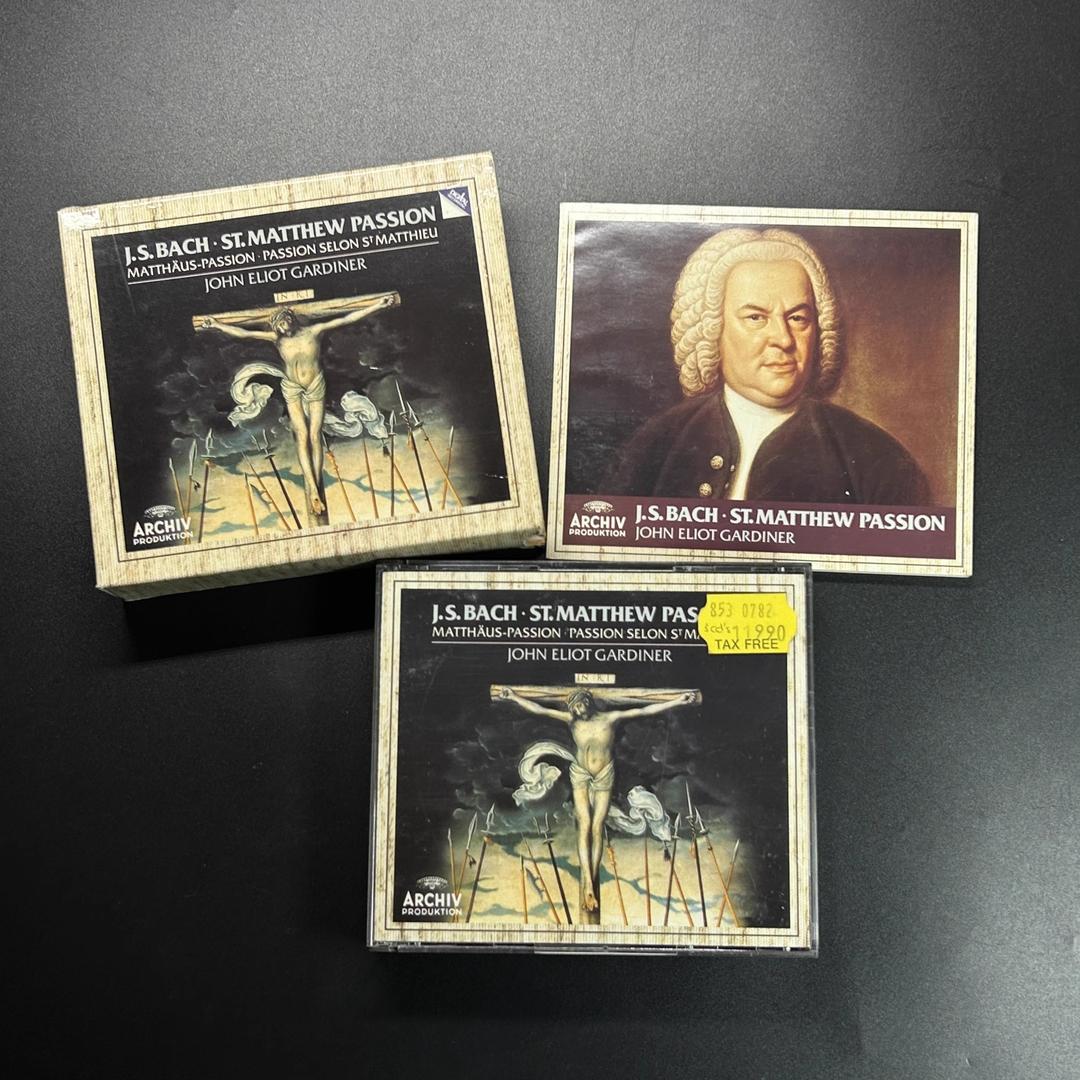 J.S. BACH · ST. MATTHEW PASSION
MATTHÄUS-PASSION · PASSION SELON ST MATTHIEU
JOHN ELIOT GARDINER
I N · R I
ARCHIV
PRODUKTION
ARCHIV
PRODUKTION
J.S. BACH · ST. MATTHEW PASSION
JOHN ELIOT GARDINER
J.S. BACH · ST. MATTHEW PAS
MATTHÄUS-PASSION · PASSION SELON ST MA
JOHN ELIOT GARDINER
853 0782
3cd's 11990
TAX FREE
I N · R I
ARCHIV
PRODUKTION